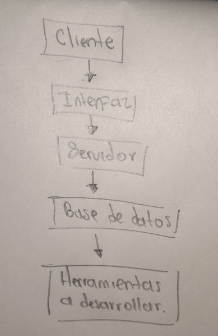 Cliente
Interfaz
Servidor
Base de datos
Herramientas
a desarrollar.